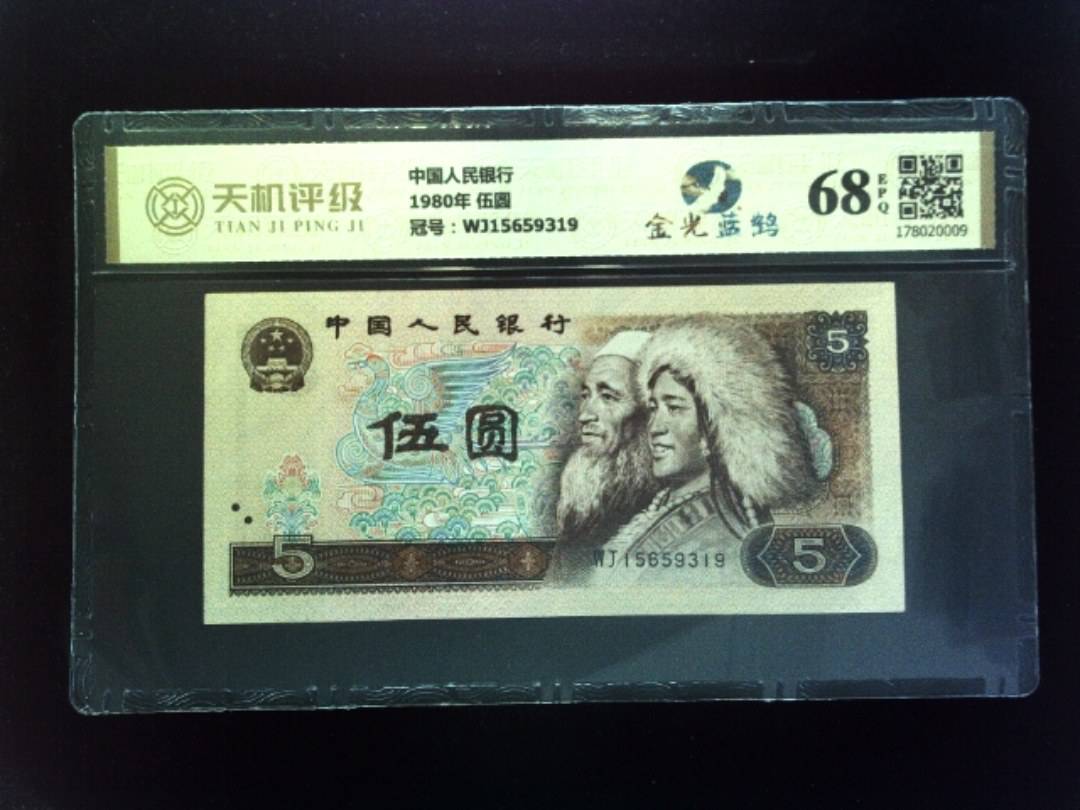 天机评级
TIAN JI PING JI
中国人民银行
1980年 伍圆
冠号：WJ15659319
金光蓝鹤
68
EPQ
178020009
中国人民银行
5
伍圆
5
WJ15659319
5